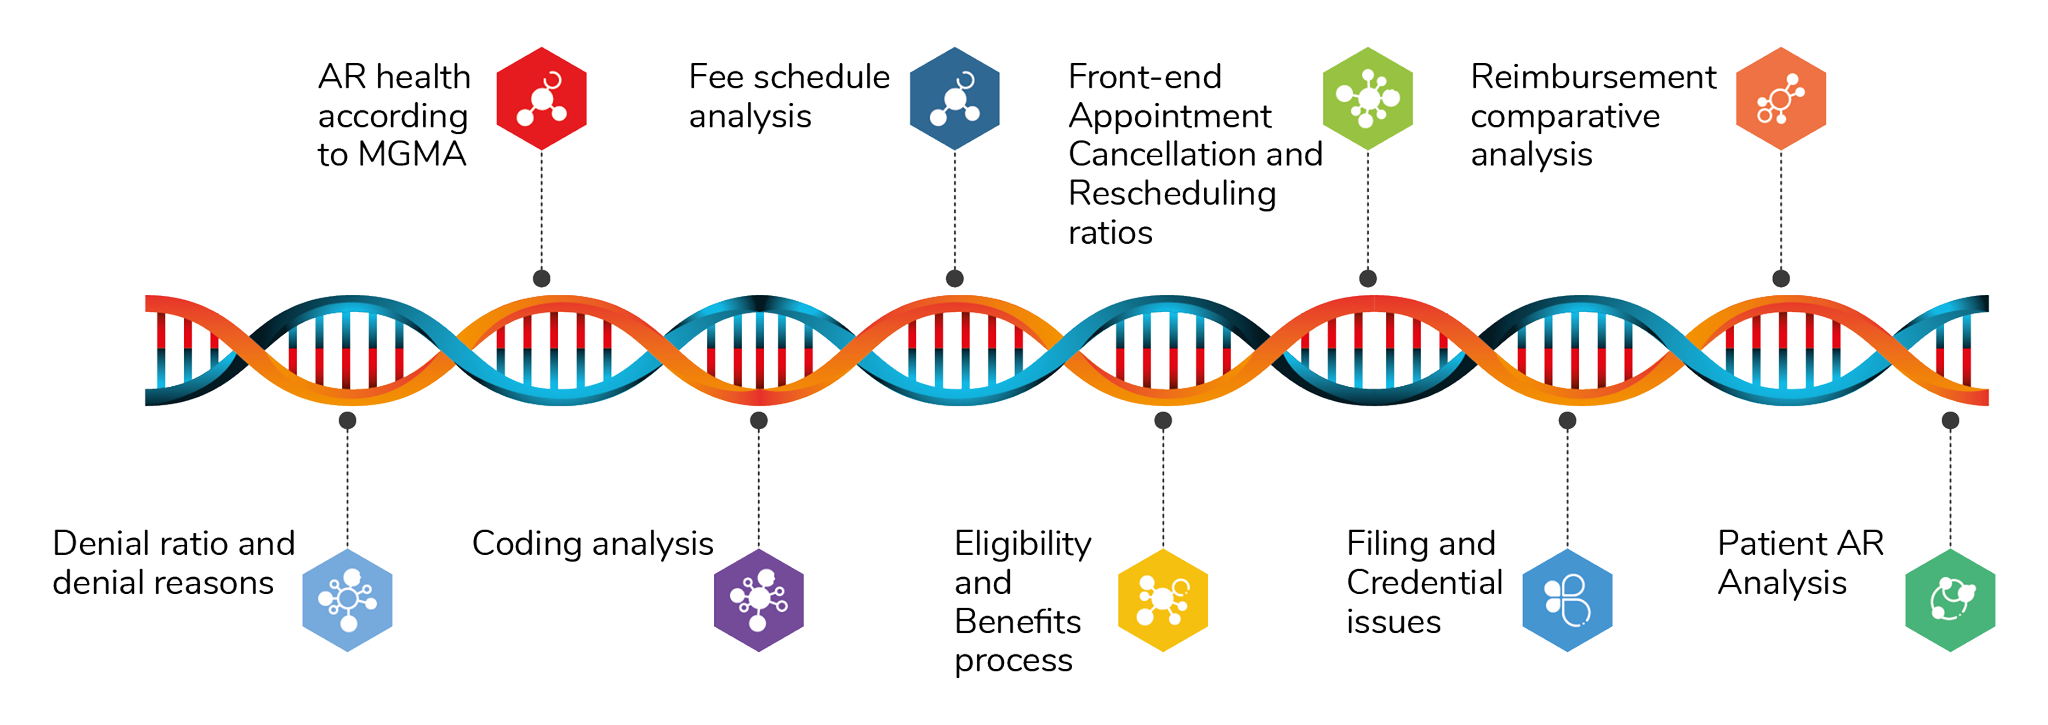 AR health
according
to MGMA
Fee schedule
analysis
Front-end
Appointment
Cancellation and
Rescheduling
ratios
Reimbursement
comparative
analysis
Denial ratio and
denial reasons
Coding analysis
Eligibility
and
Benefits
process
Filing and
Credential
issues
Patient AR
Analysis